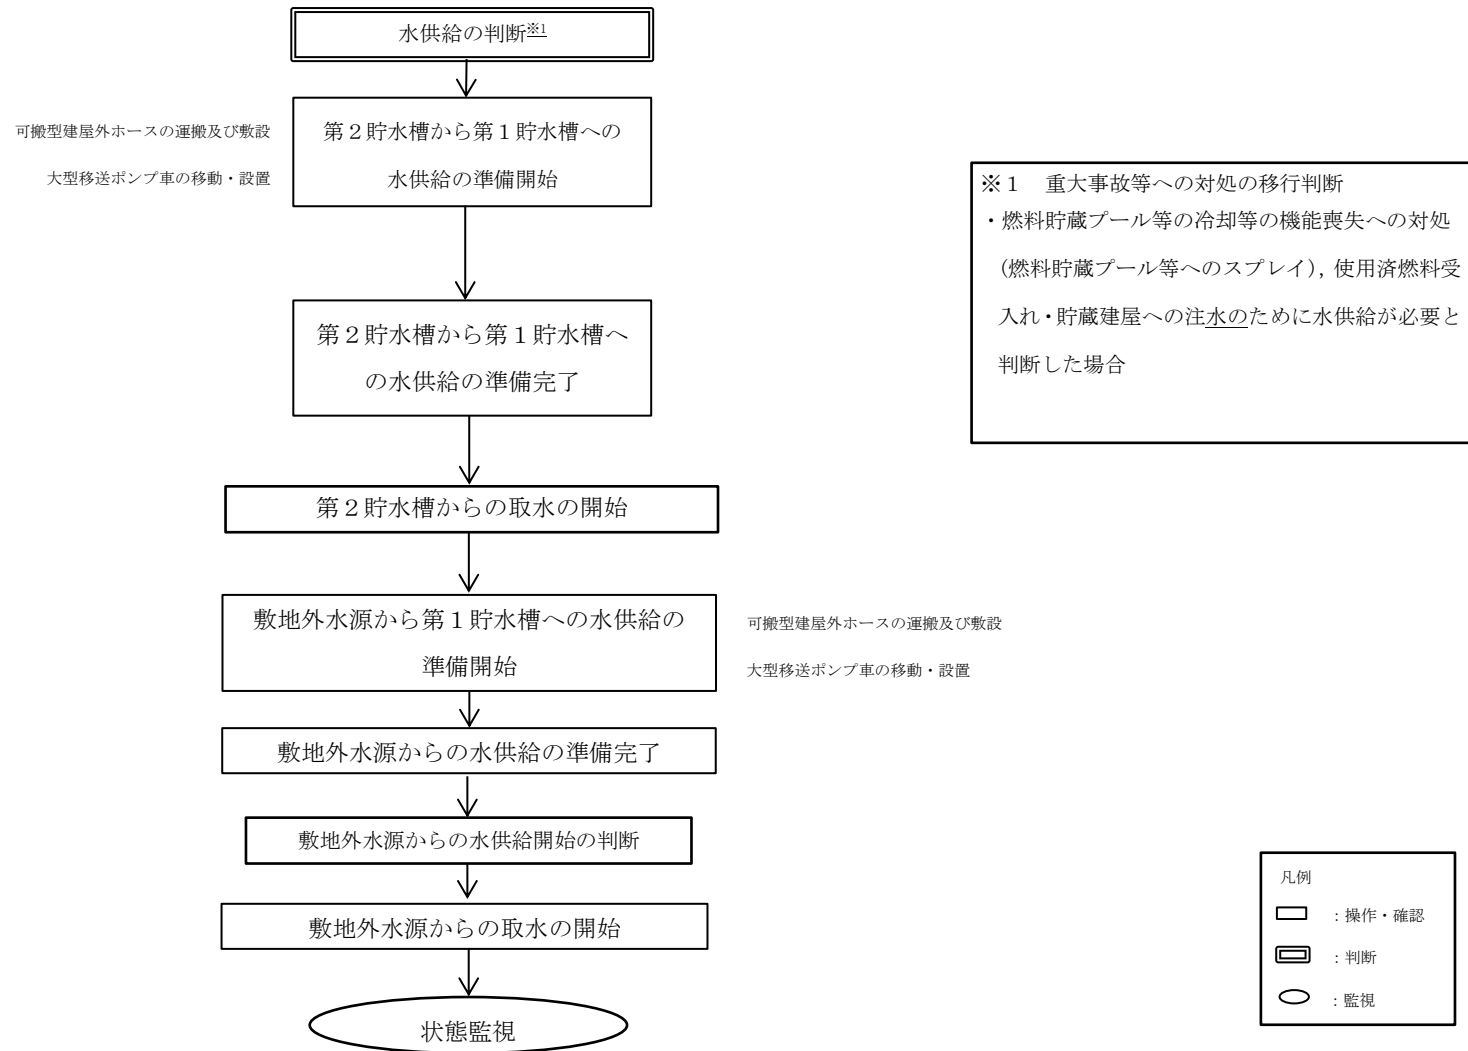 水供給の判断※1
可搬型建屋外ホースの運搬及び敷設
大型移送ポンプ車の移動・設置
第２貯水槽から第１貯水槽への
水供給の準備開始
第２貯水槽から第１貯水槽へ
の水供給の準備完了
第２貯水槽からの取水の開始
敷地外水源から第１貯水槽への水供給の
準備開始
可搬型建屋外ホースの運搬及び敷設
大型移送ポンプ車の移動・設置
敷地外水源からの水供給の準備完了
敷地外水源からの水供給開始の判断
敷地外水源からの取水の開始
状態監視
※１　重大事故等への対処の移行判断
・燃料貯蔵プール等の冷却等の機能喪失への対処
（燃料貯蔵プール等へのスプレイ），使用済燃料受
入れ・貯蔵建屋への注水のために水供給が必要と
判断した場合
凡例
：操作・確認
：判断
：監視